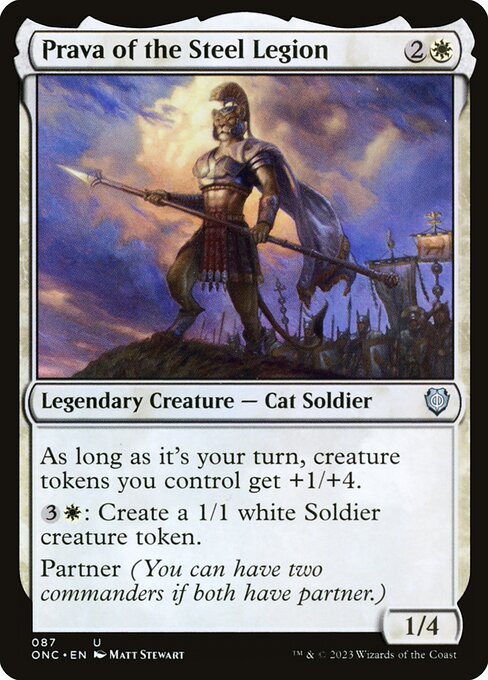 Prava of the Steel Legion 2
Legendary Creature — Cat Soldier
As long as it's your turn, creature
tokens you control get +1/+4.
3: Create a 1/1 white Soldier
creature token.
Partner (You can have two
commanders if both have partner.)
1/4
087 U
ONC • EN Matt Stewart ™ & © 2023 Wizards of the Coast